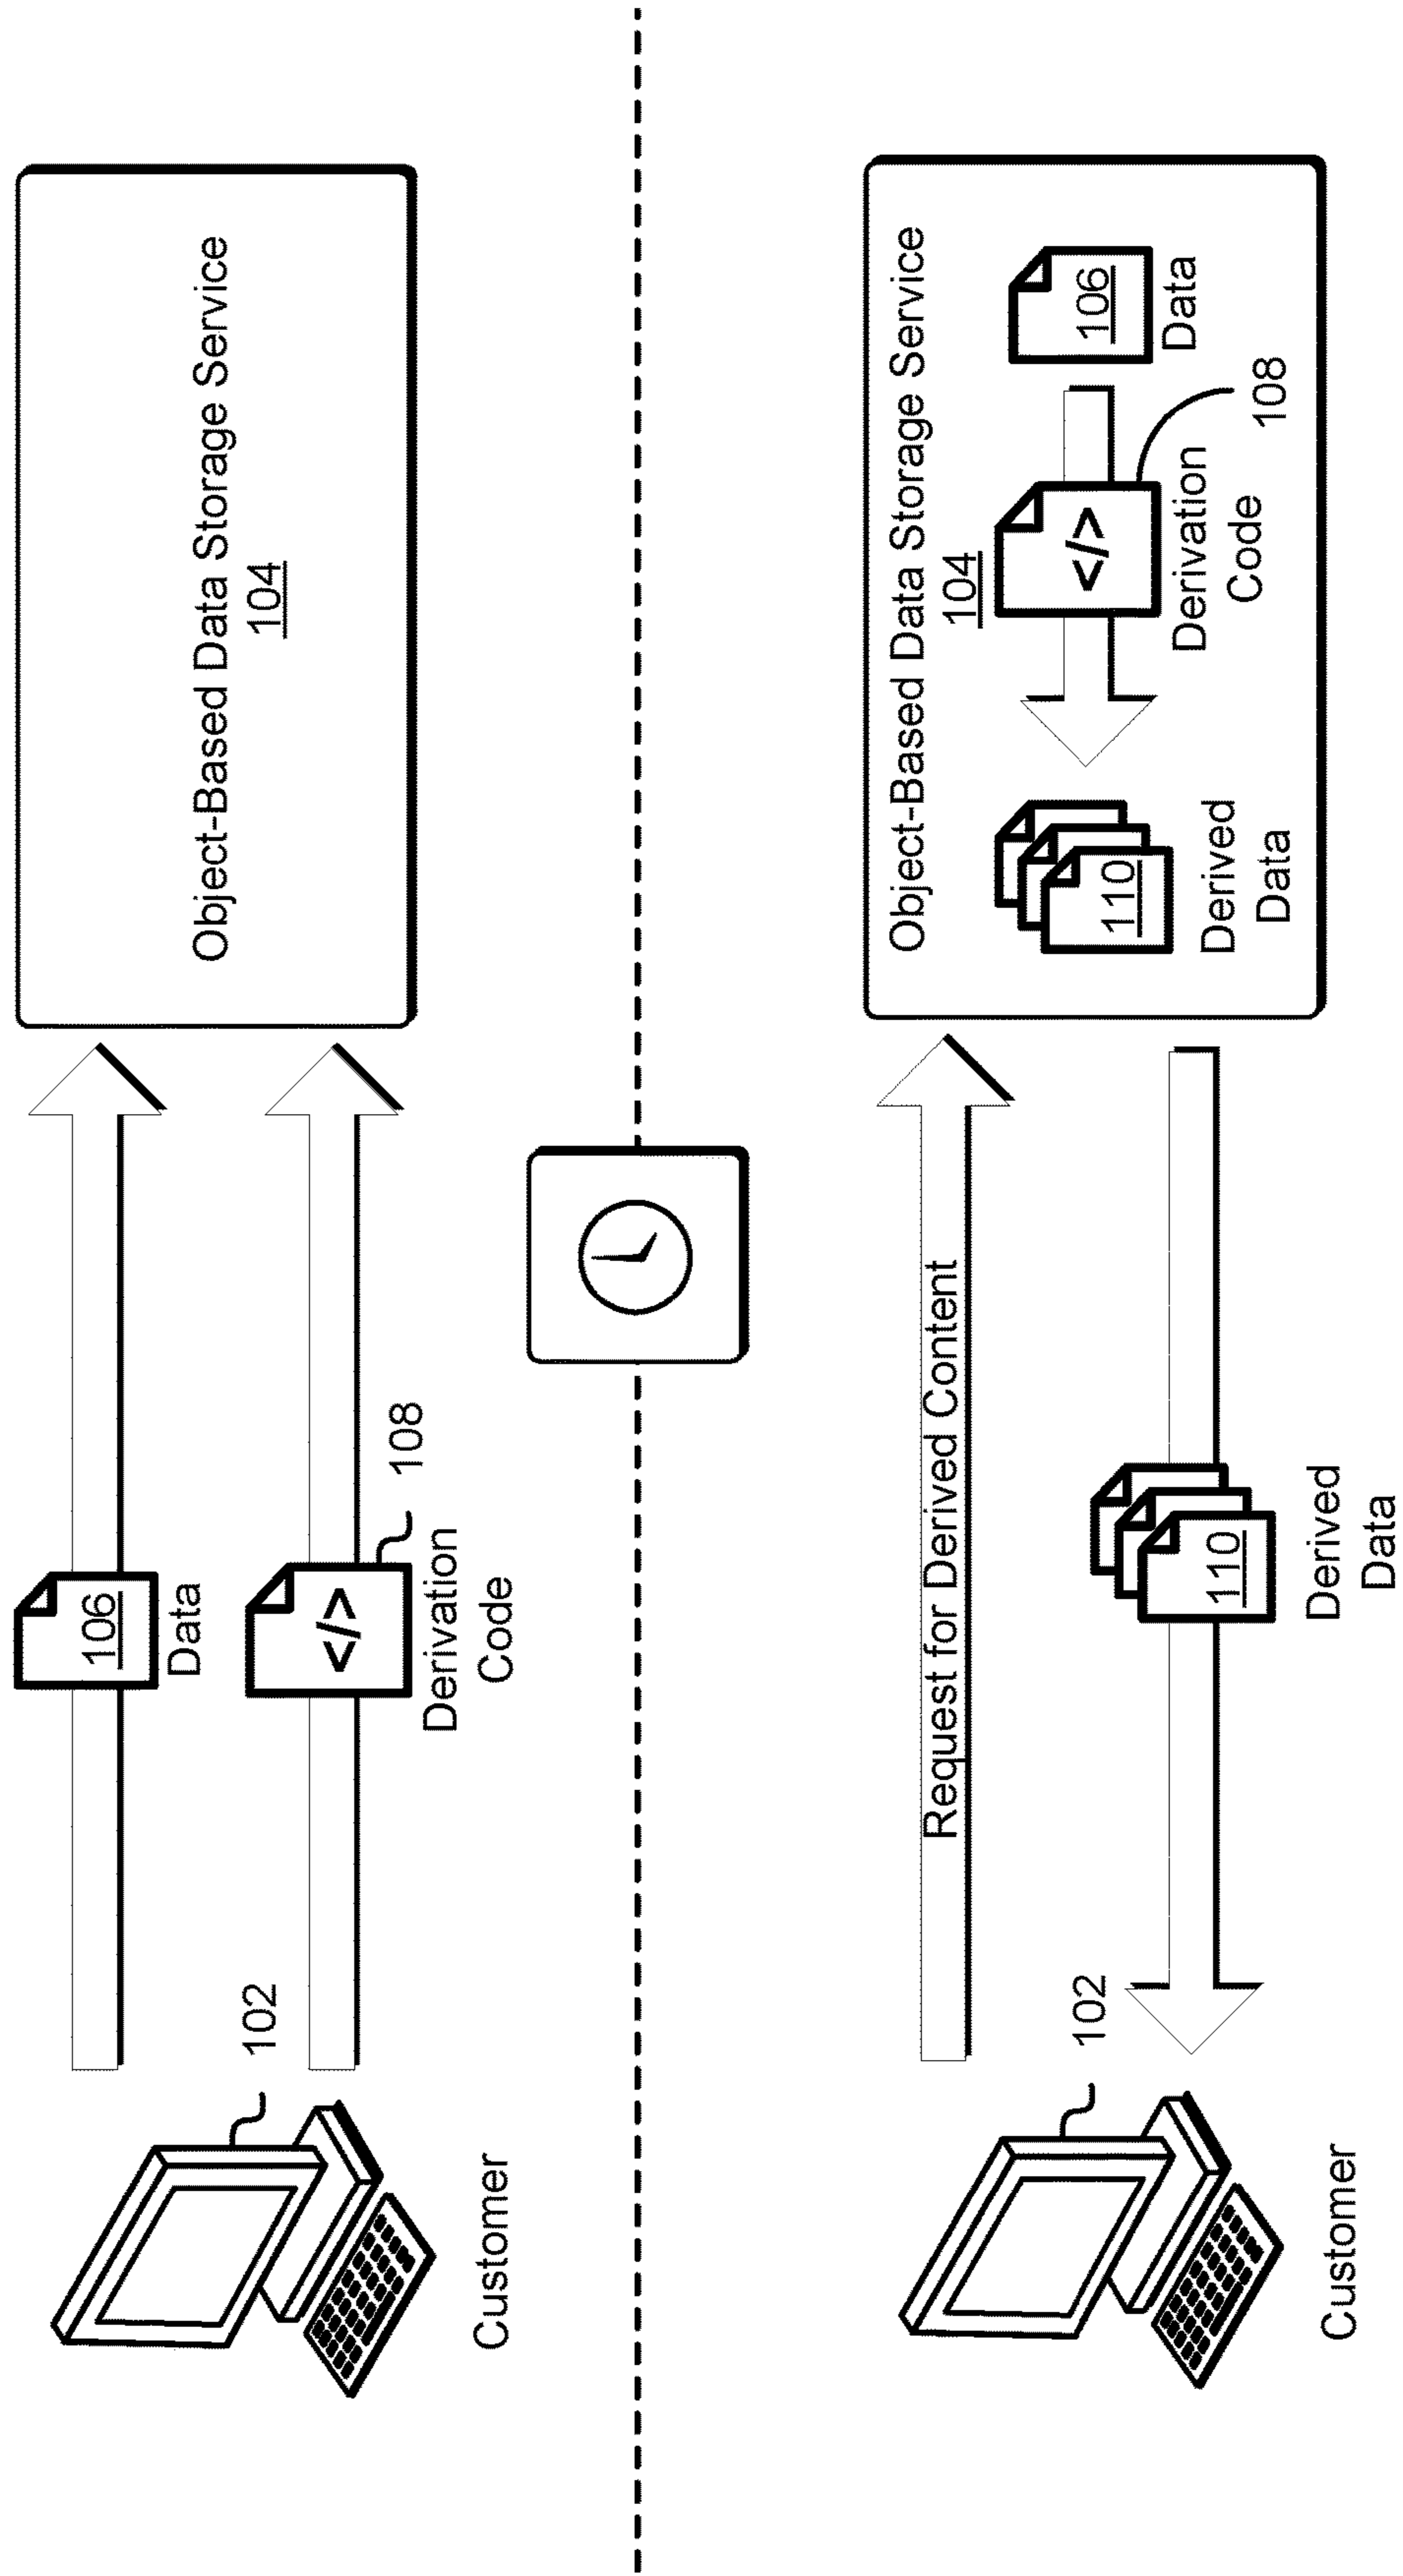 Object-Based Data Storage Service
104
106
Data
</>
108
Derivation
Code
102
Customer
Object-Based Data Storage Service
104
106
Data
</>
108
Derivation
Code
110
Derived
Data
Request for Derived Content
110
Derived
Data
102
Customer